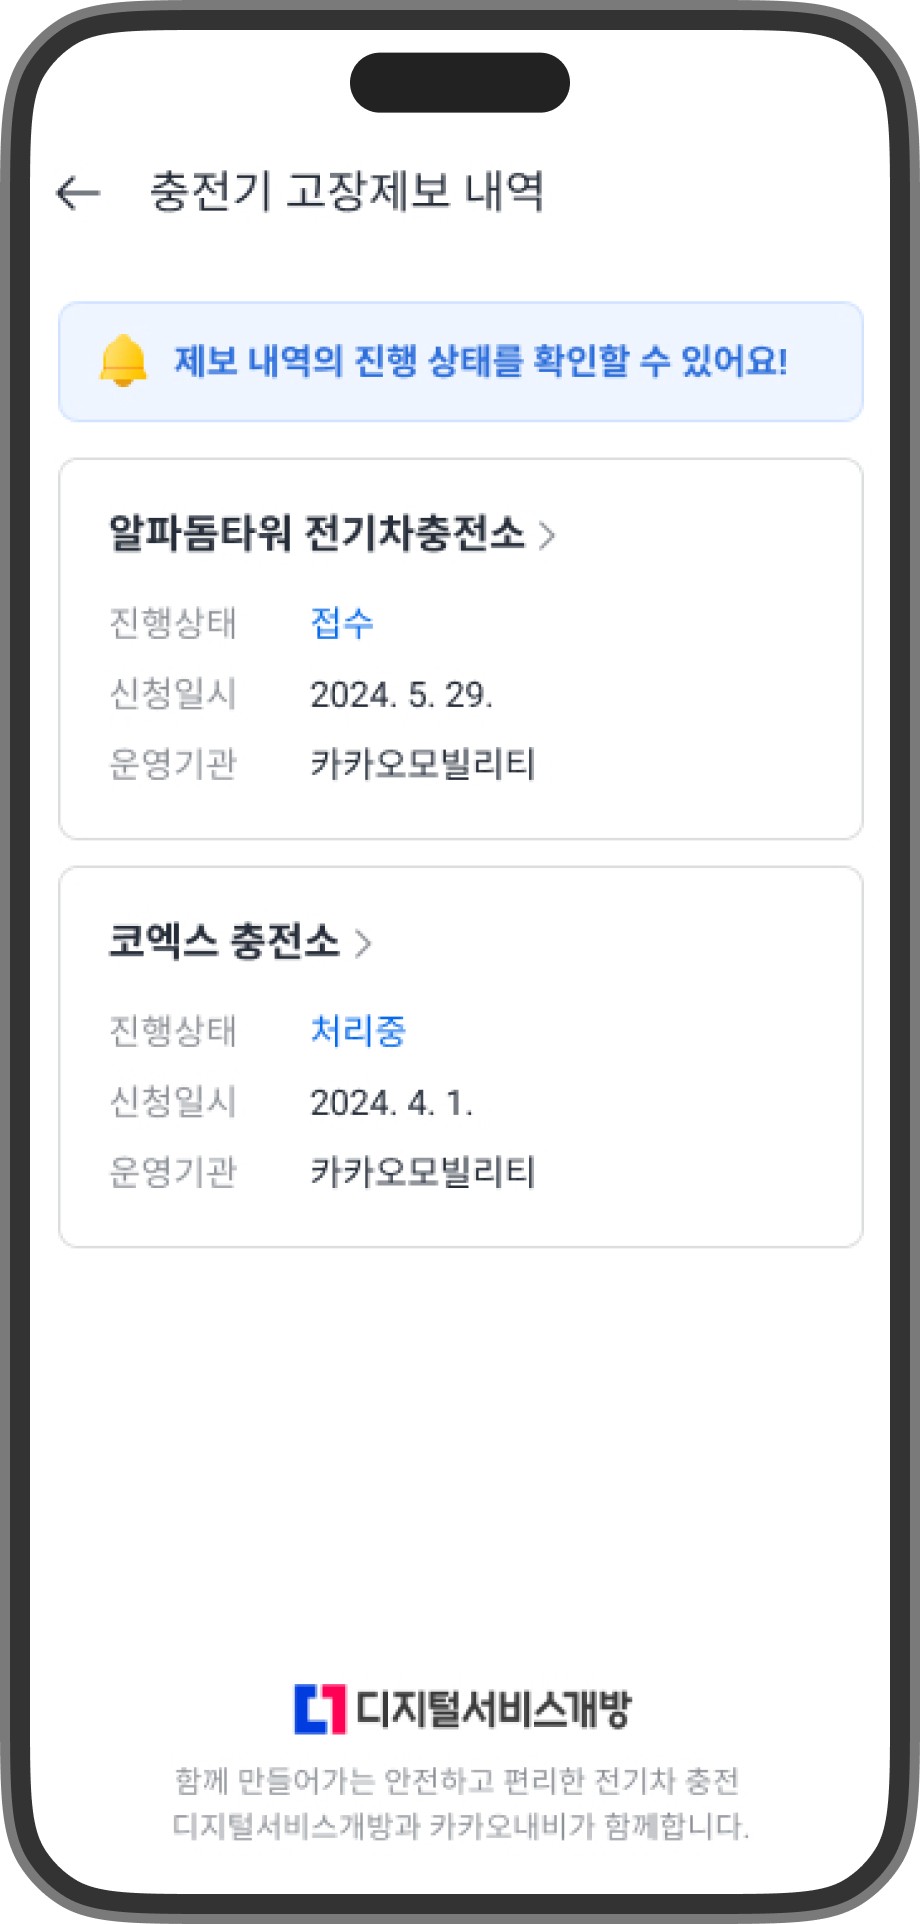 충전기 고장제보 내역
제보 내역의 진행 상태를 확인할 수 있어요!
알파돔타워 전기차충전소
진행상태 접수
신청일시 2024. 5. 29.
운영기관 카카오모빌리티
코엑스 충전소
진행상태 처리중
신청일시 2024. 4. 1.
운영기관 카카오모빌리티
디지털서비스개방
함께 만들어가는 안전하고 편리한 전기차 충전
디지털서비스개방과 카카오내비가 함께합니다.